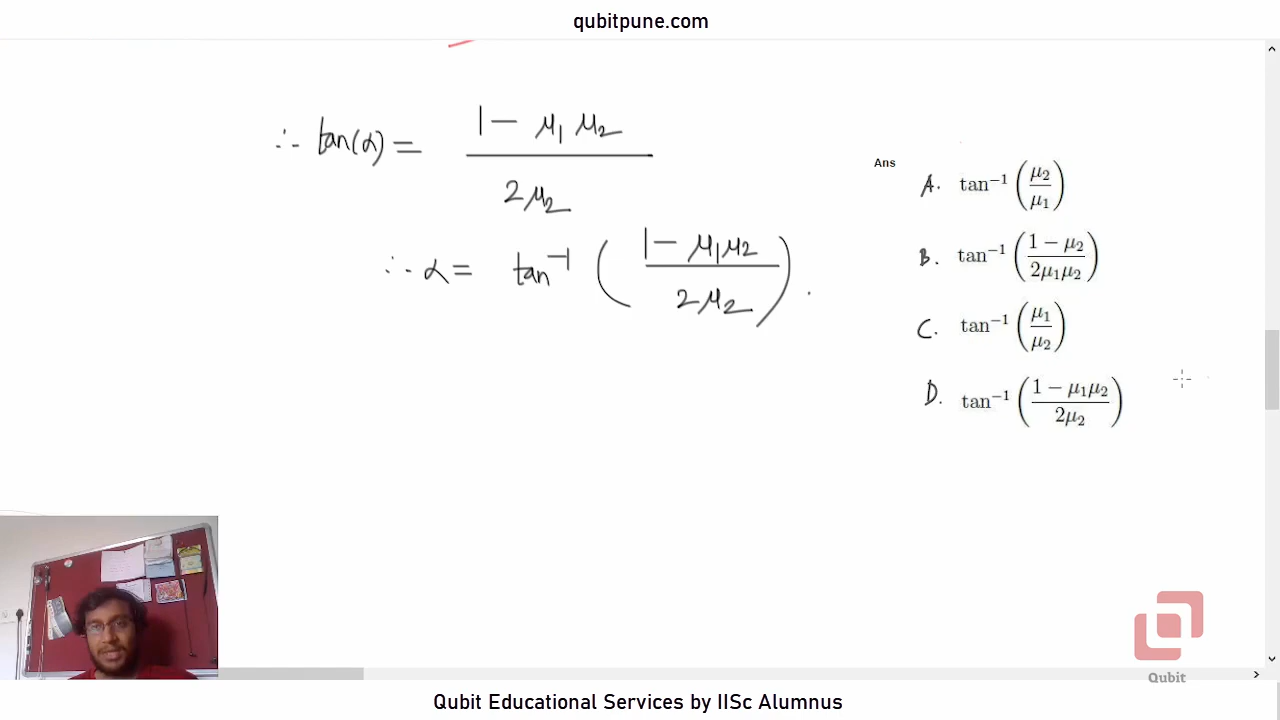 qubitpune.com
∴ tan(α) = 1 - μ₁ μ₂ / 2μ₂
∴ α = tan⁻¹ ( 1 - μ₁μ₂ / 2μ₂ ).
Ans
A. tan⁻¹ (μ₂ / μ₁)
B. tan⁻¹ (1 − μ₂ / 2μ₁μ₂)
C. tan⁻¹ (μ₁ / μ₂)
D. tan⁻¹ (1 − μ₁μ₂ / 2μ₂)
Qubit
Qubit Educational Services by IISc Alumnus